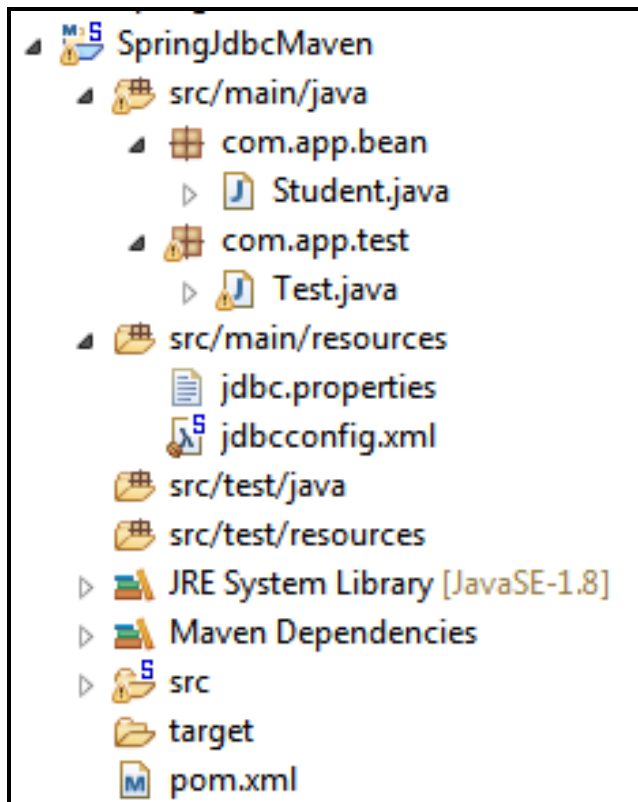 SpringJdbcMaven
src/main/java
com.app.bean
Student.java
com.app.test
Test.java
src/main/resources
jdbc.properties
jdbcconfig.xml
src/test/java
src/test/resources
JRE System Library [JavaSE-1.8]
Maven Dependencies
src
target
pom.xml